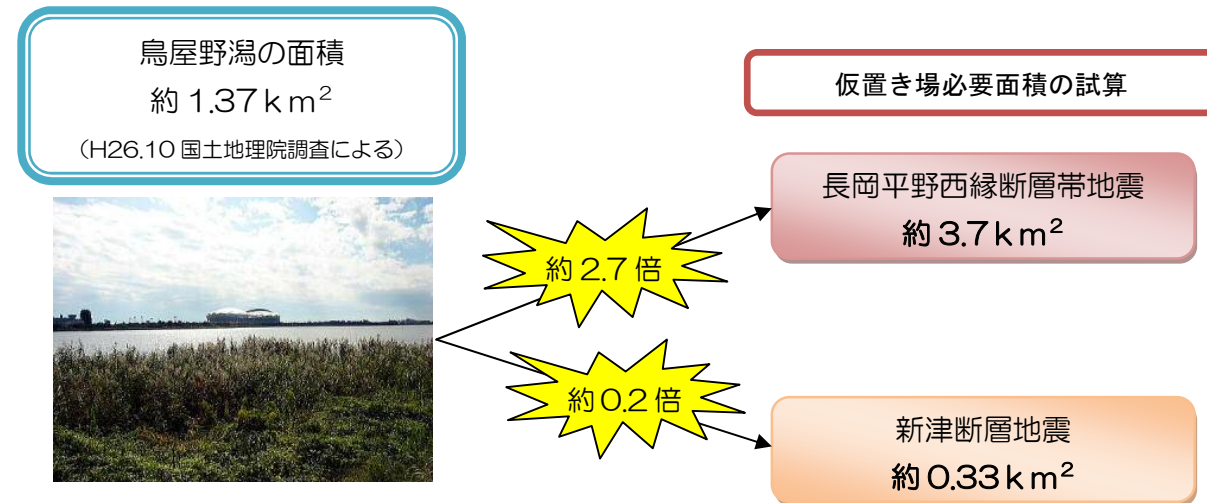 鳥屋野潟の面積
約 1.37ｋｍ²
（H26.10 国土地理院調査による）
仮置き場必要面積の試算
長岡平野西縁断層帯地震
約 3.7ｋｍ²
約 2.7 倍
約 0.2 倍
新津断層地震
約 0.33ｋｍ²